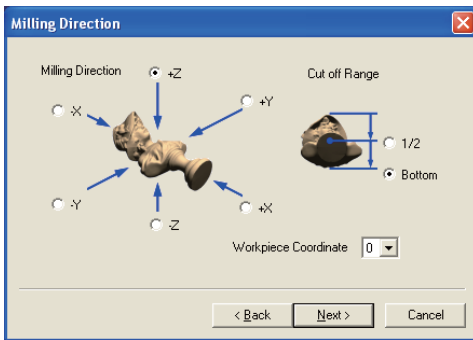 Milling Direction
Milling Direction
+Z
Cut off Range
-X
+Y
1/2
Bottom
-Y
-Z
+X
Workpiece Coordinate 0
< Back
Next >
Cancel